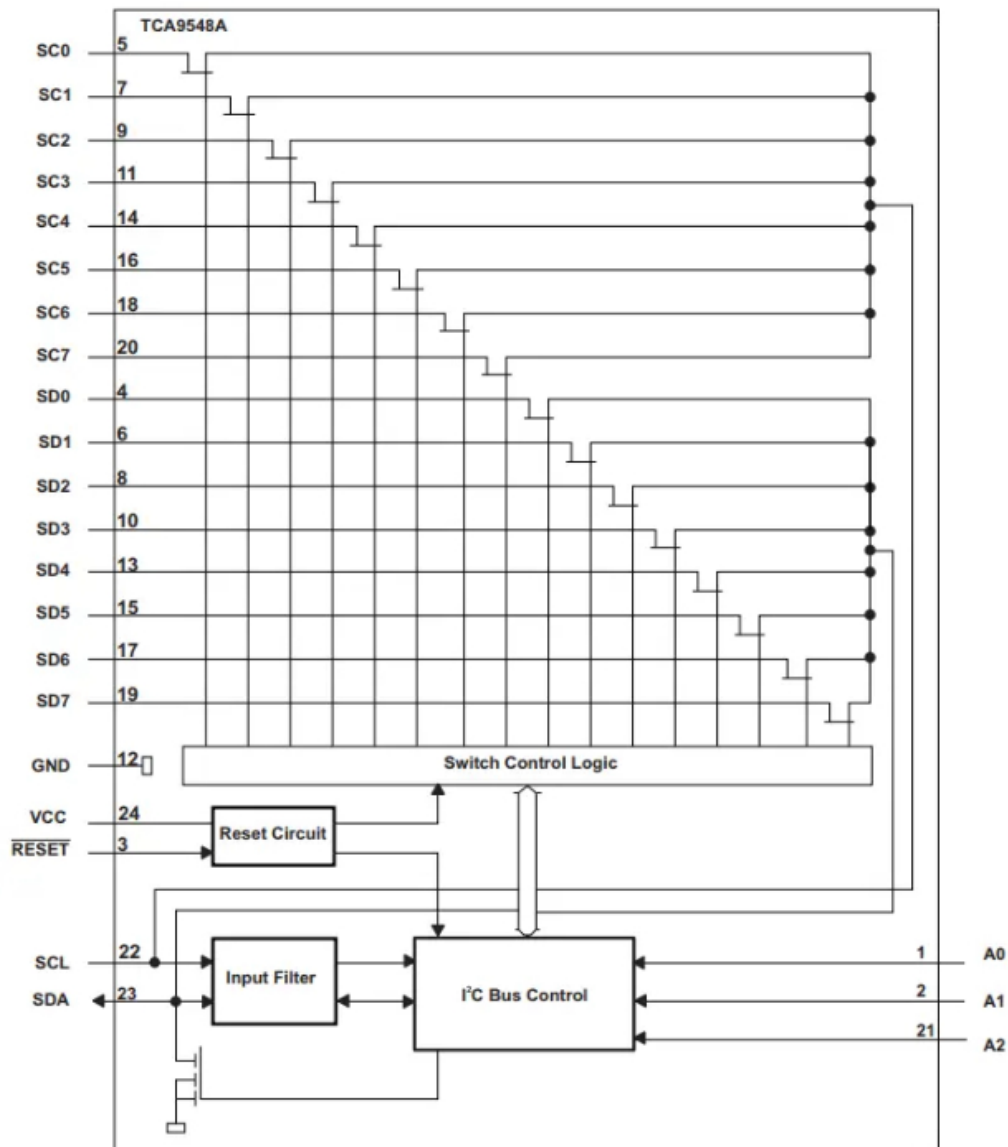 TCA9548A
SC0 5
SC1 7
SC2 9
SC3 11
SC4 14
SC5 16
SC6 18
SC7 20
SD0 4
SD1 6
SD2 8
SD3 10
SD4 13
SD5 15
SD6 17
SD7 19
GND 12
Switch Control Logic
VCC 24
RESET 3
Reset Circuit
SCL 22
SDA 23
Input Filter
I²C Bus Control
1 A0
2 A1
21 A2